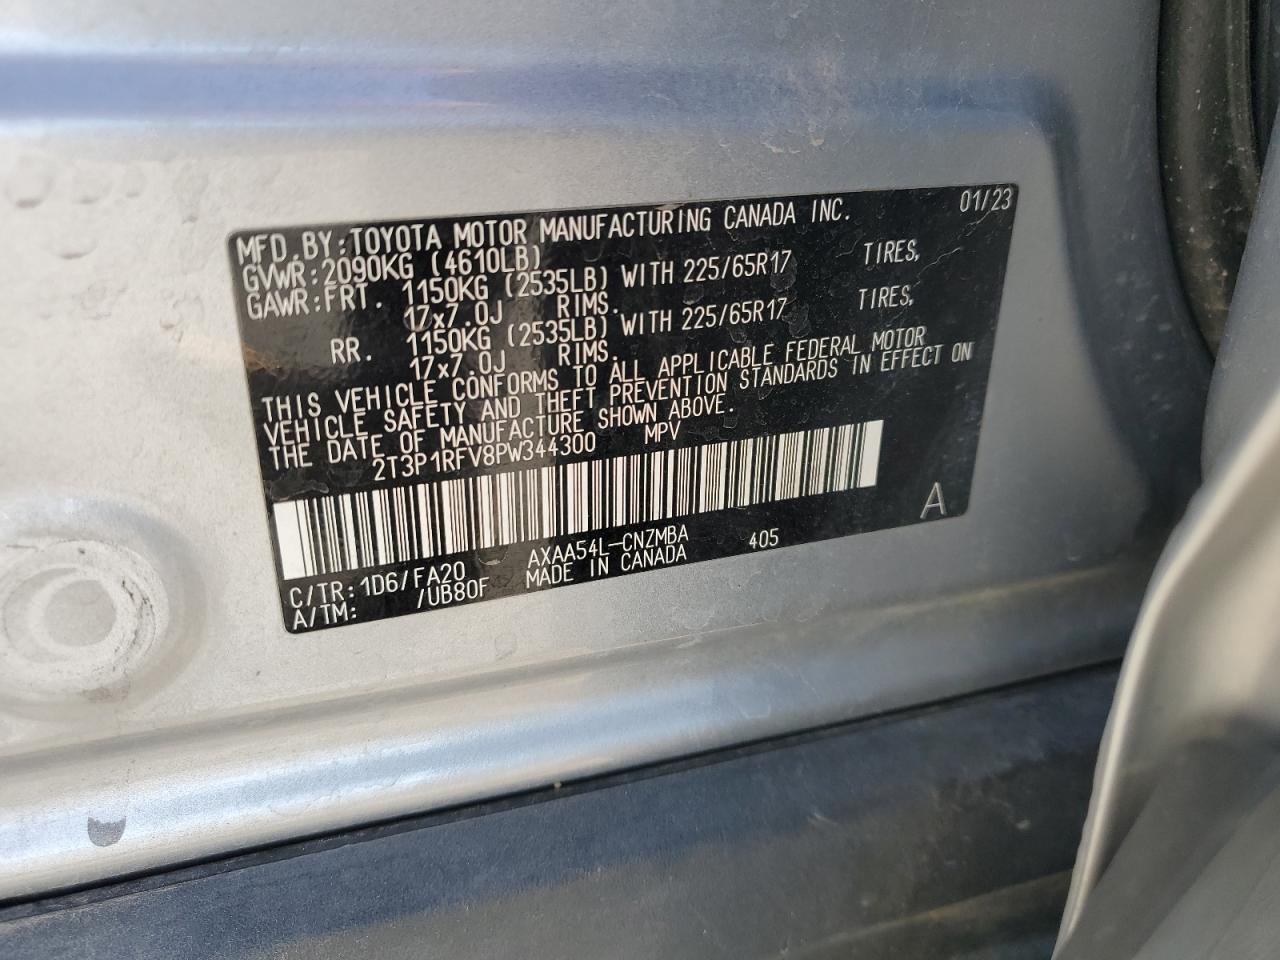 MFD.BY:TOYOTA MOTOR MANUFACTURING CANADA INC. 01/23
GVWR:2090KG (4610LB)
GAWR:FRT. 1150KG (2535LB) WITH 225/65R17 TIRES,
17x7.0J RIMS.
RR. 1150KG (2535LB) WITH 225/65R17 TIRES,
17x7.0J RIMS.
THIS VEHICLE CONFORMS TO ALL APPLICABLE FEDERAL MOTOR
VEHICLE SAFETY AND THEFT PREVENTION STANDARDS IN EFFECT ON
THE DATE OF MANUFACTURE SHOWN ABOVE.
2T3P1RFV8PW344300 MPV
A
C/TR:1D6/FA20 AXAA54L-CNZMBA 405
A/TM: /UB80F MADE IN CANADA